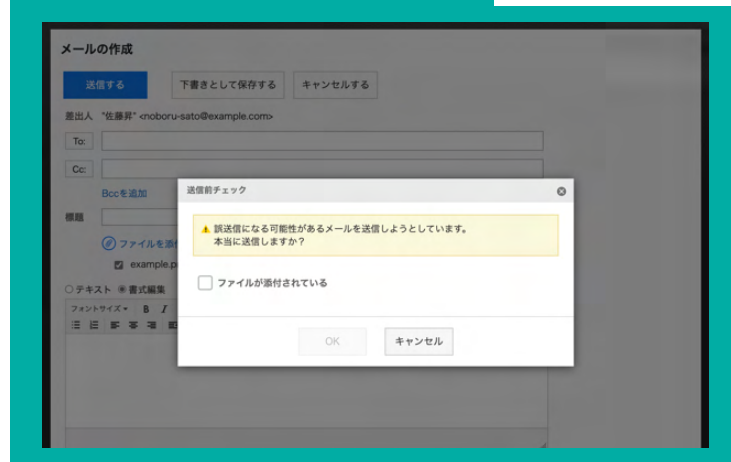 メールの作成
送信する 下書きとして保存する キャンセルする
差出人 "佐藤昇" <noboru-sato@example.com>
To:
Cc:
Bccを追加
送信前チェック
標題
誤送信になる可能性があるメールを送信しようとしています。
本当に送信しますか？
ファイルを添
example.p
ファイルが添付されている
テキスト 書式編集
フォントサイズ B I
OK キャンセル